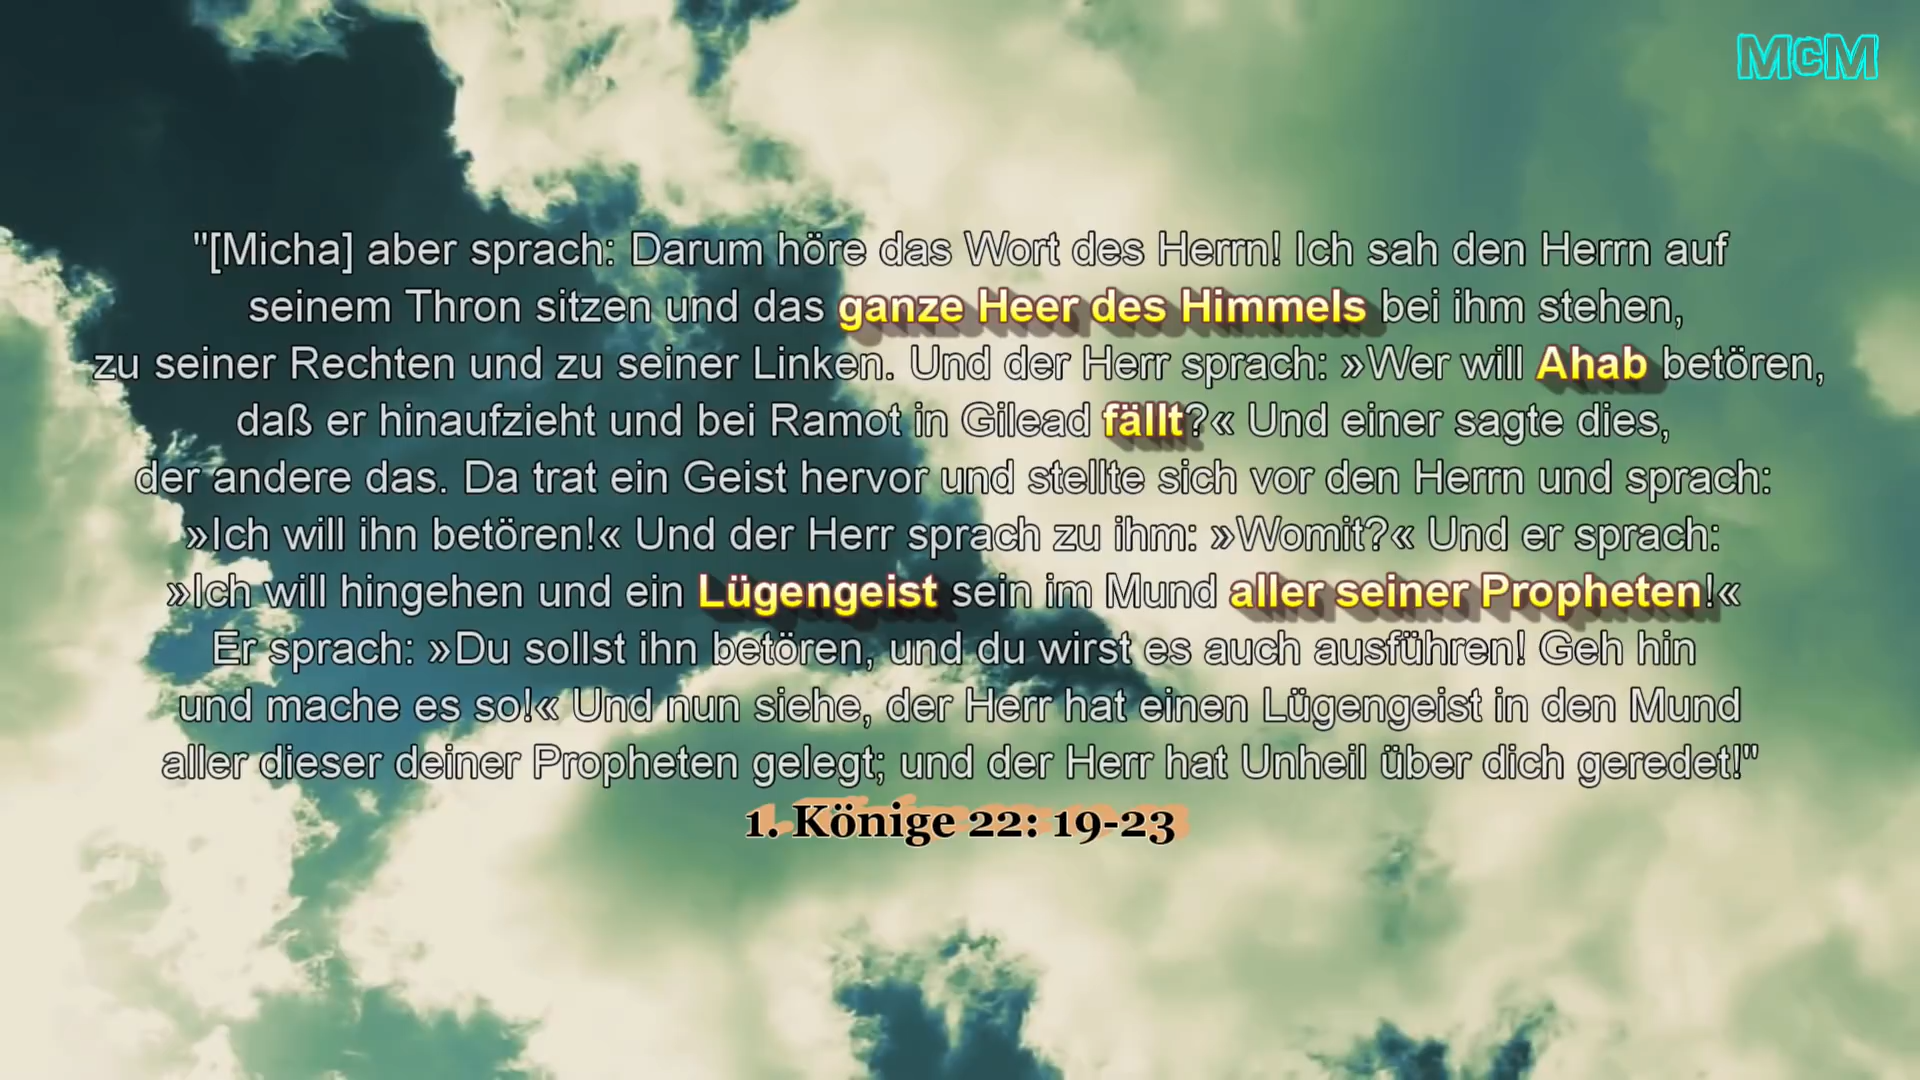 McM
"[Micha] aber sprach: Darum höre das Wort des Herrn! Ich sah den Herrn auf
seinem Thron sitzen und das ganze Heer des Himmels bei ihm stehen,
zu seiner Rechten und zu seiner Linken. Und der Herr sprach: »Wer will Ahab betören,
daß er hinaufzieht und bei Ramot in Gilead fällt?« Und einer sagte dies,
der andere das. Da trat ein Geist hervor und stellte sich vor den Herrn und sprach:
»Ich will ihn betören!« Und der Herr sprach zu ihm: »Womit?« Und er sprach:
»Ich will hingehen und ein Lügengeist sein im Mund aller seiner Propheten!«
Er sprach: »Du sollst ihn betören, und du wirst es auch ausführen! Geh hin
und mache es so!« Und nun siehe, der Herr hat einen Lügengeist in den Mund
aller dieser deiner Propheten gelegt; und der Herr hat Unheil über dich geredet!"
1. Könige 22: 19-23